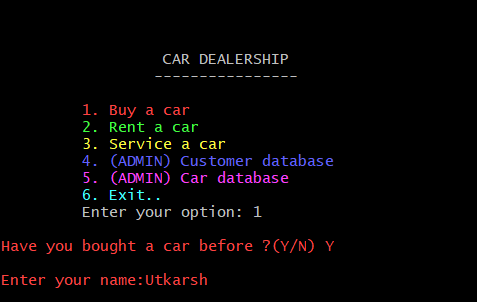 CAR DEALERSHIP
----------------
1. Buy a car
2. Rent a car
3. Service a car
4. (ADMIN) Customer database
5. (ADMIN) Car database
6. Exit..
Enter your option: 1
Have you bought a car before ?(Y/N) Y
Enter your name:Utkarsh